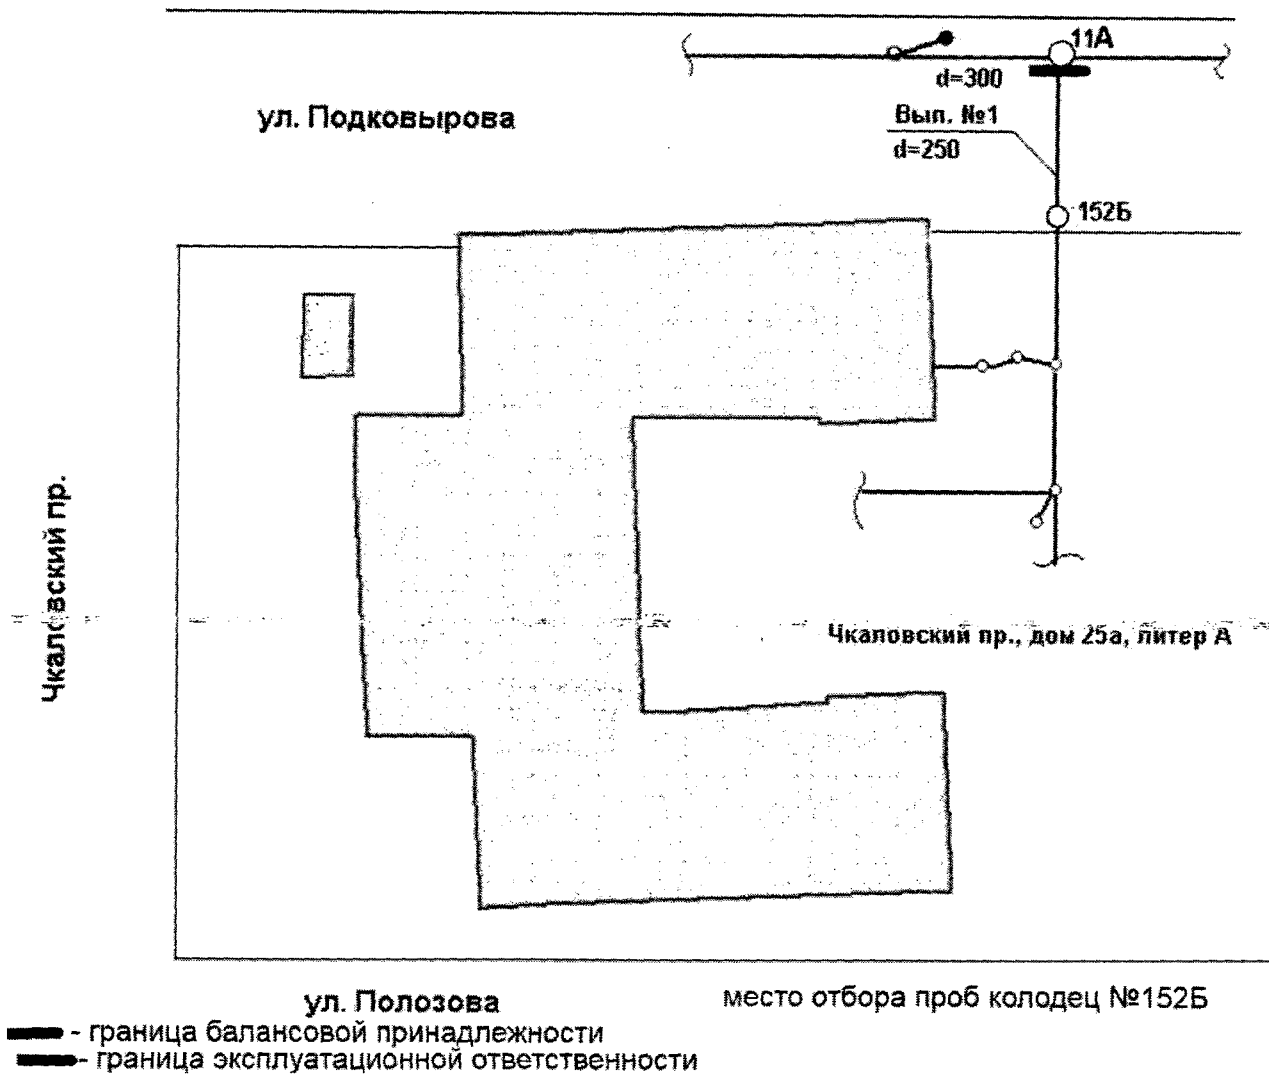 11А
d=300
ул. Подковырова
Вып. №1
d=250
152Б
Чкаловский пр.
Чкаловский пр., дом 25а, литер А
ул. Полозова
место отбора проб колодец №152Б
- граница балансовой принадлежности
- граница эксплуатационной ответственности